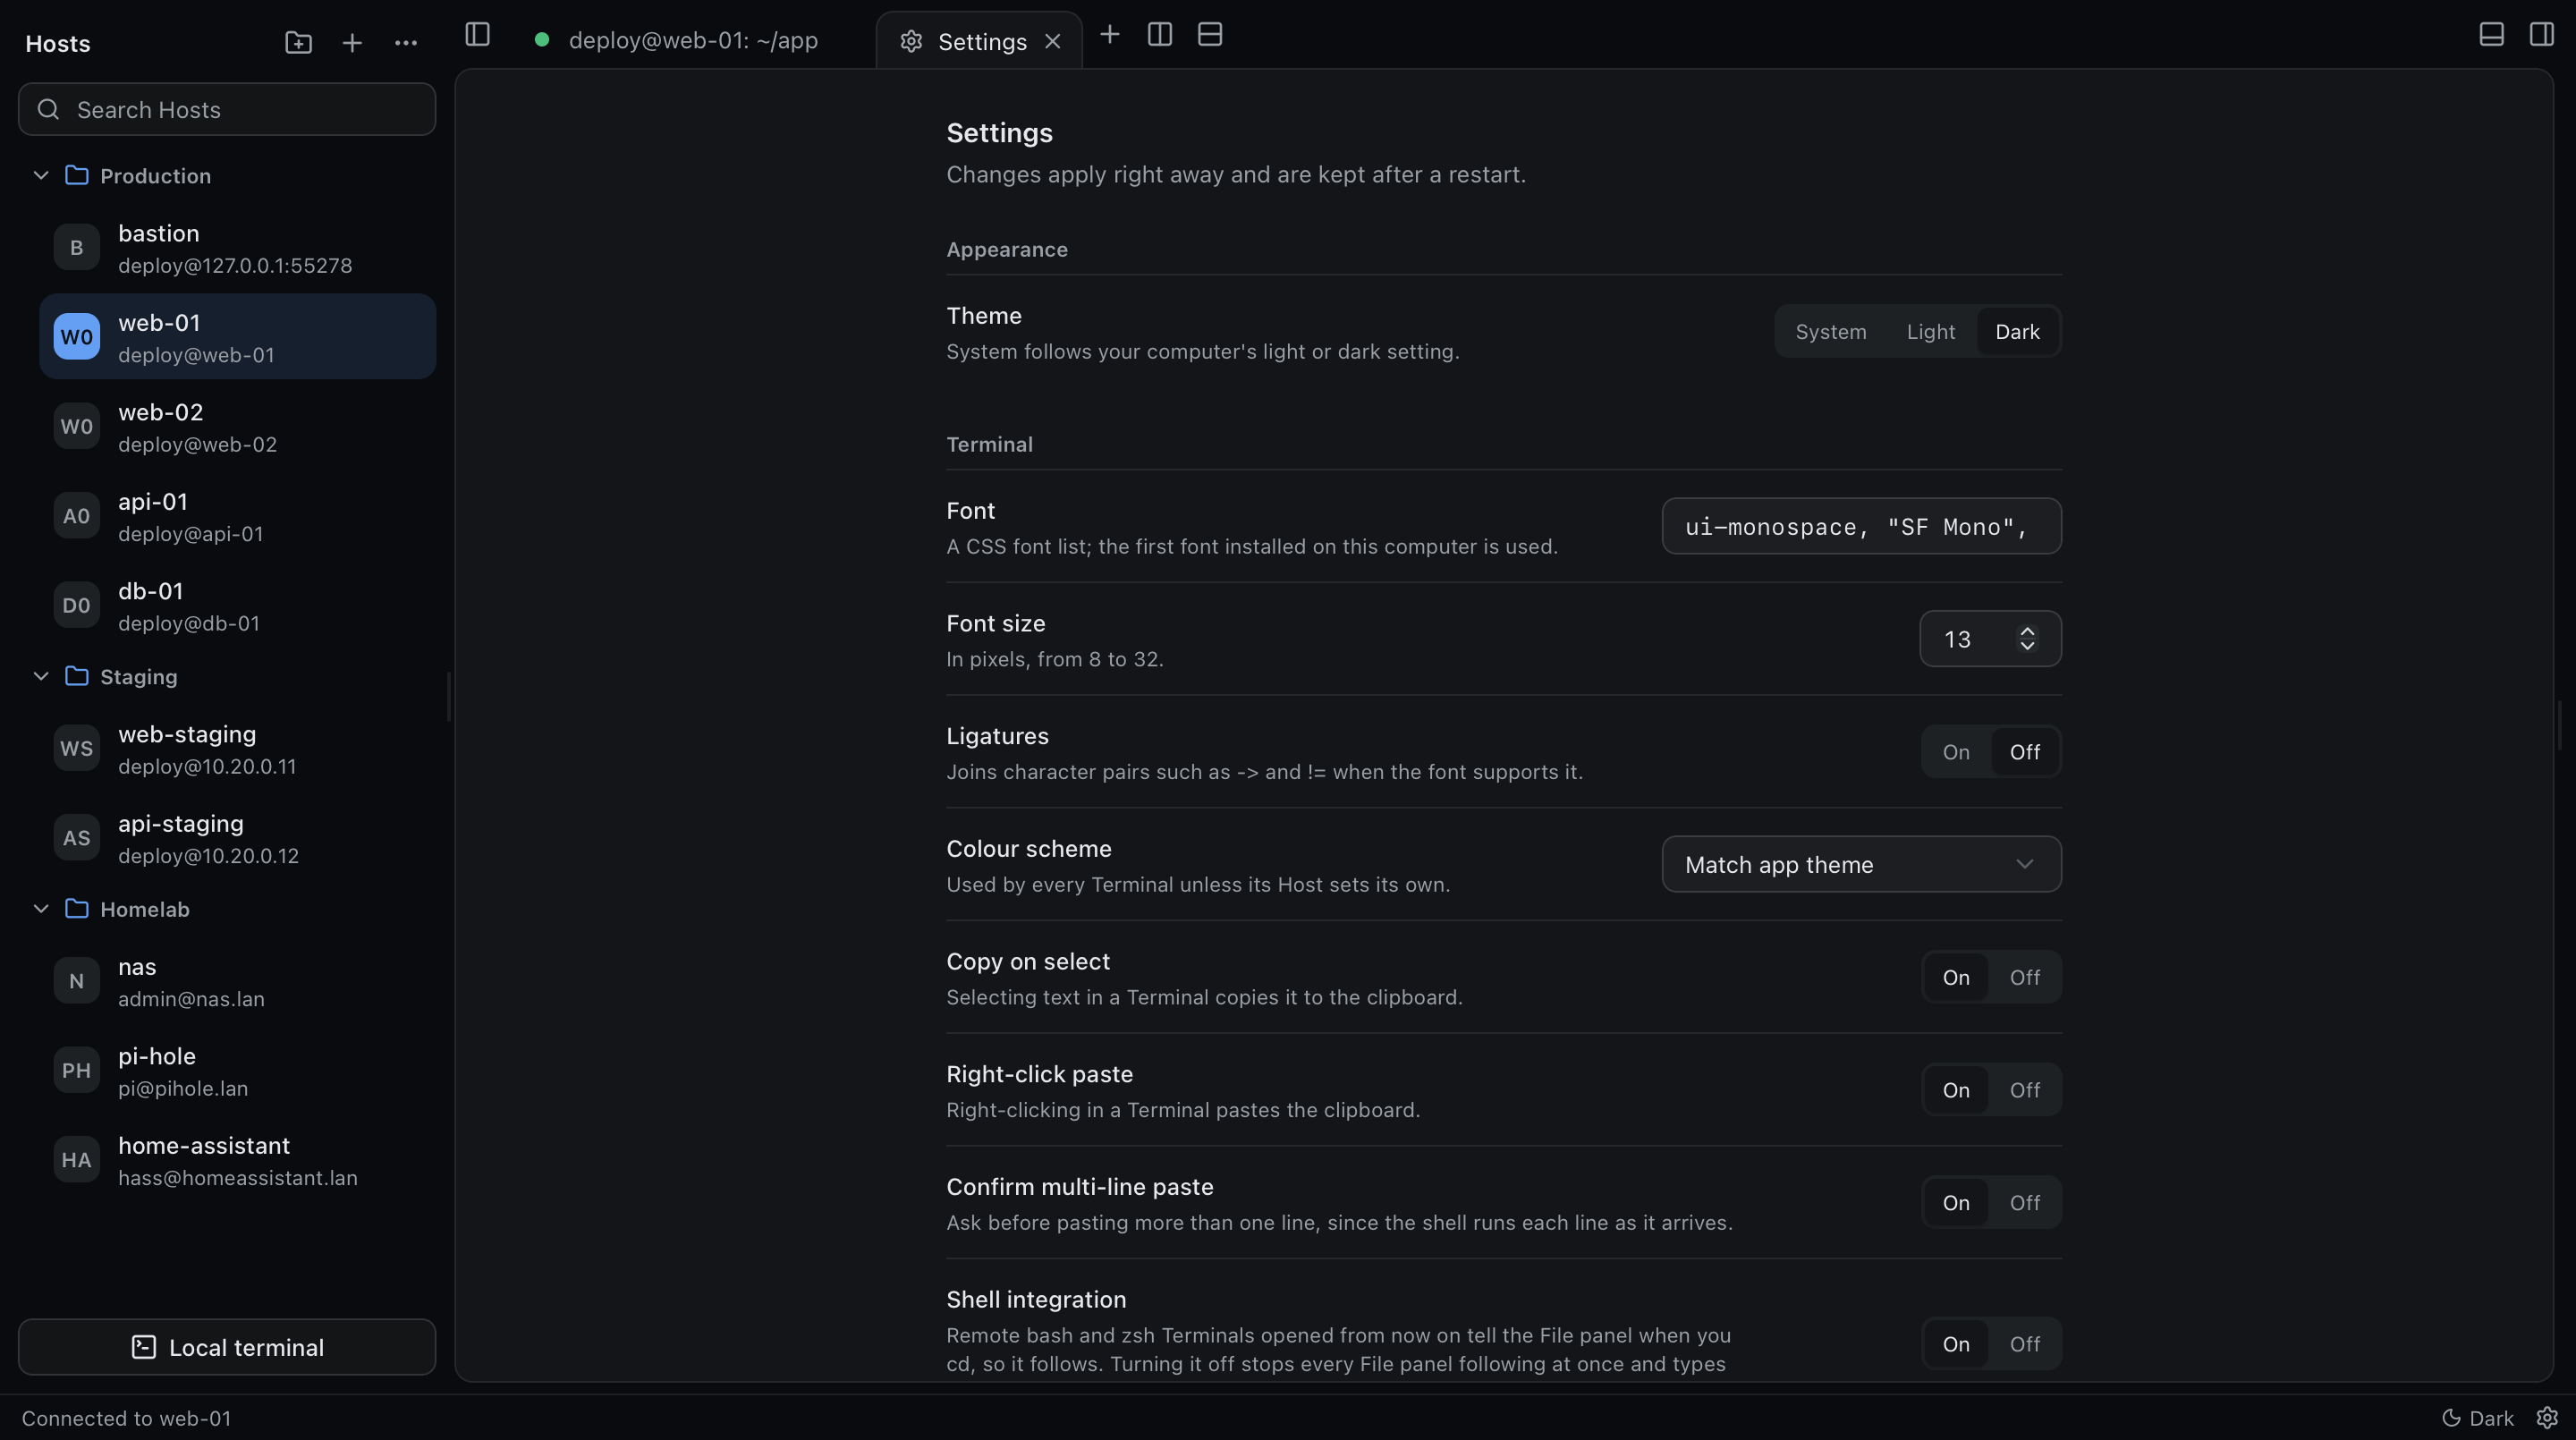 Hosts
Search Hosts
Production
B
bastion
deploy@127.0.0.1:55278
W0
web-01
deploy@web-01
W0
web-02
deploy@web-02
A0
api-01
deploy@api-01
D0
db-01
deploy@db-01
Staging
WS
web-staging
deploy@10.20.0.11
AS
api-staging
deploy@10.20.0.12
Homelab
N
nas
admin@nas.lan
PH
pi-hole
pi@pihole.lan
HA
home-assistant
hass@homeassistant.lan
Local terminal
Connected to web-01
deploy@web-01: ~/app
Settings
Settings
Changes apply right away and are kept after a restart.
Appearance
Theme
System follows your computer's light or dark setting.
System Light Dark
Terminal
Font
A CSS font list; the first font installed on this computer is used.
ui-monospace, "SF Mono",
Font size
In pixels, from 8 to 32.
13
Ligatures
Joins character pairs such as -> and != when the font supports it.
On Off
Colour scheme
Used by every Terminal unless its Host sets its own.
Match app theme
Copy on select
Selecting text in a Terminal copies it to the clipboard.
On Off
Right-click paste
Right-clicking in a Terminal pastes the clipboard.
On Off
Confirm multi-line paste
Ask before pasting more than one line, since the shell runs each line as it arrives.
On Off
Shell integration
Remote bash and zsh Terminals opened from now on tell the File panel when you
cd, so it follows. Turning it off stops every File panel following at once and types
On Off
Dark